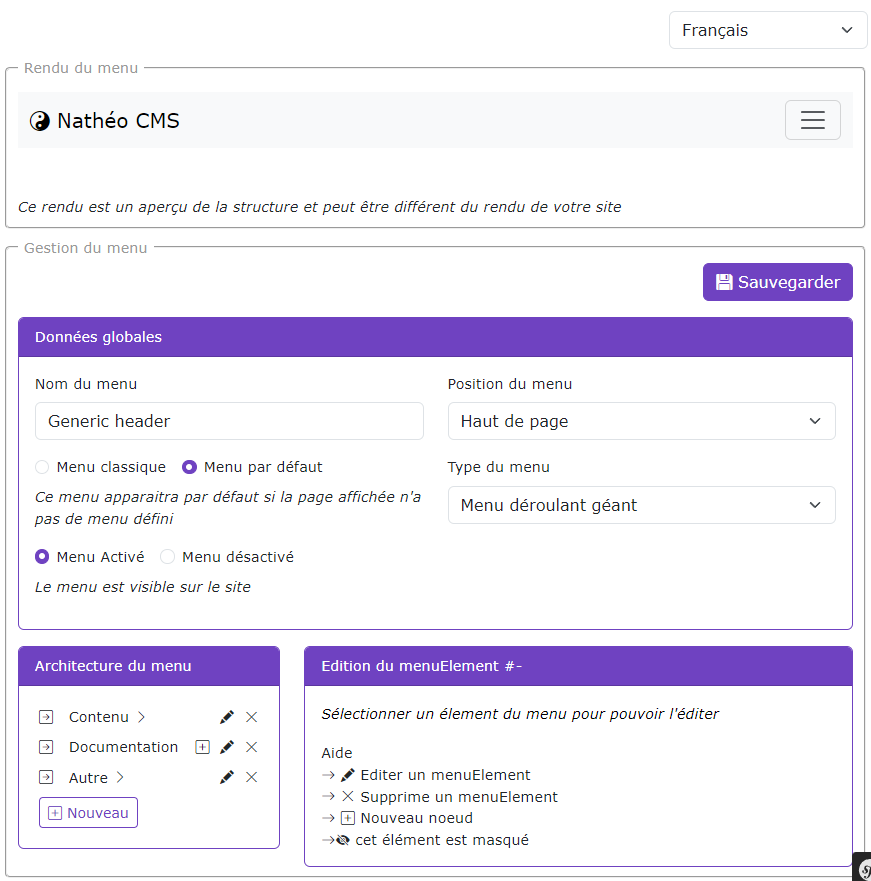 Français
Rendu du menu
Nathéo CMS
Ce rendu est un aperçu de la structure et peut être différent du rendu de votre site
Gestion du menu
Sauvegarder
Données globales
Nom du menu
Generic header
Menu classique
Menu par défaut
Ce menu apparaitra par défaut si la page affichée n'a
pas de menu défini
Menu Activé
Menu désactivé
Le menu est visible sur le site
Position du menu
Haut de page
Type du menu
Menu déroulant géant
Architecture du menu
Contenu
Documentation
Autre
Nouveau
Edition du menuElement #-
Sélectionner un élement du menu pour pouvoir l'éditer
Aide
Editer un menuElement
Supprime un menuElement
Nouveau noeud
cet élément est masqué